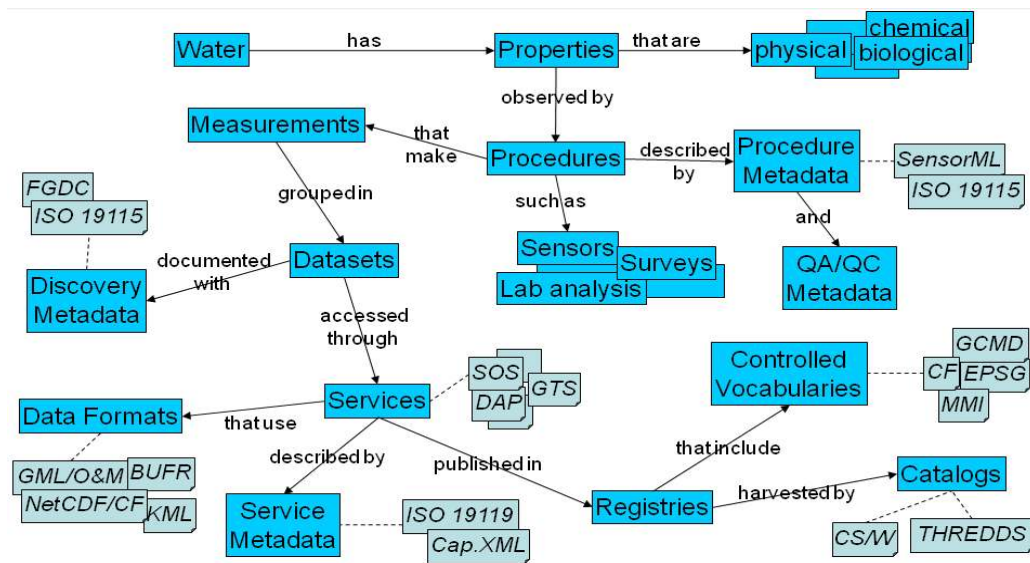 Water
has
Properties
that are
physical
chemical
biological
observed by
Measurements
that
make
Procedures
described
by
Procedure
Metadata
SensorML
ISO 19115
FGDC
ISO 19115
grouped in
such as
and
Sensors
Surveys
Lab analysis
QA/QC
Metadata
documented
with
Datasets
Discovery
Metadata
accessed
through
Controlled
Vocabularies
GCMD
CF
EPSG
MMI
SOS
GTS
DAP
Data Formats
that use
Services
GML/O&M
BUFR
NetCDF/CF
KML
described by
published in
that include
Service
Metadata
ISO 19119
Cap.XML
Registries
harvested by
Catalogs
CS/W
THREDDS